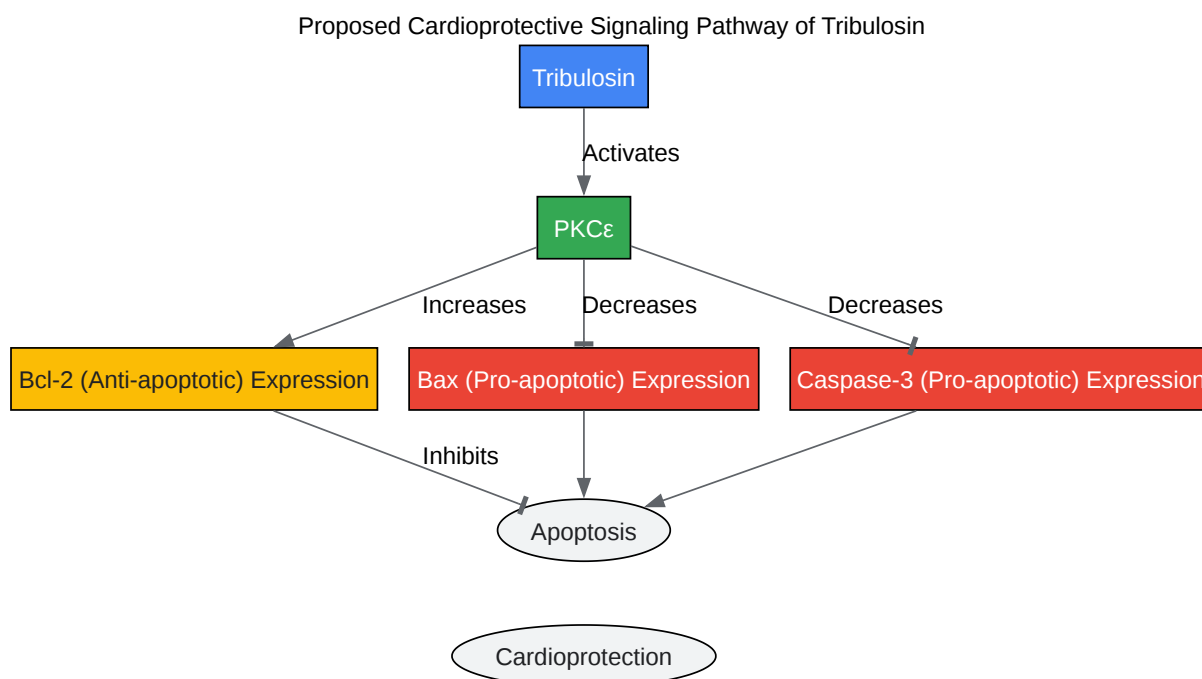 Proposed Cardioprotective Signaling Pathway of Tribulosin
Tribulosin
Activates
PKCε
Increases
Decreases
Decreases
Bcl-2 (Anti-apoptotic) Expression
Bax (Pro-apoptotic) Expression
Caspase-3 (Pro-apoptotic) Expression
Inhibits
Apoptosis
Cardioprotection